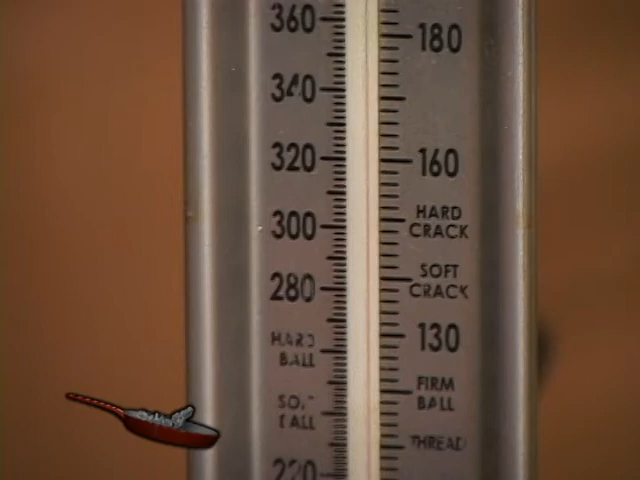 360
180
340
320
160
300
HARD
CRACK
280
SOFT
CRACK
HARD
BALL
130
FIRM
BALL
THREAD
220